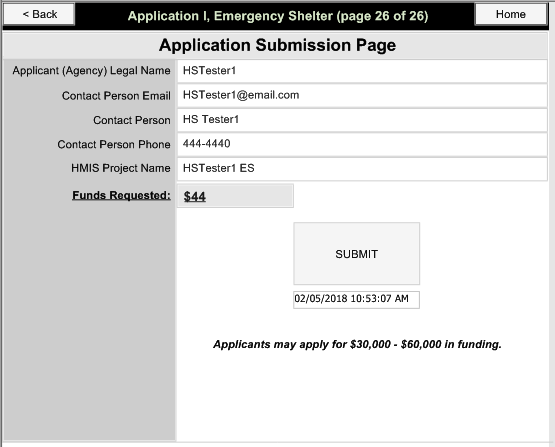 < Back
Application I, Emergency Shelter (page 26 of 26)
Home
Application Submission Page
Applicant (Agency) Legal Name HSTester1
Contact Person Email HSTester1@email.com
Contact Person HS Tester1
Contact Person Phone 444-4440
HMIS Project Name HSTester1 ES
Funds Requested: $44
SUBMIT
02/05/2018 10:53:07 AM
Applicants may apply for $30,000 - $60,000 in funding.